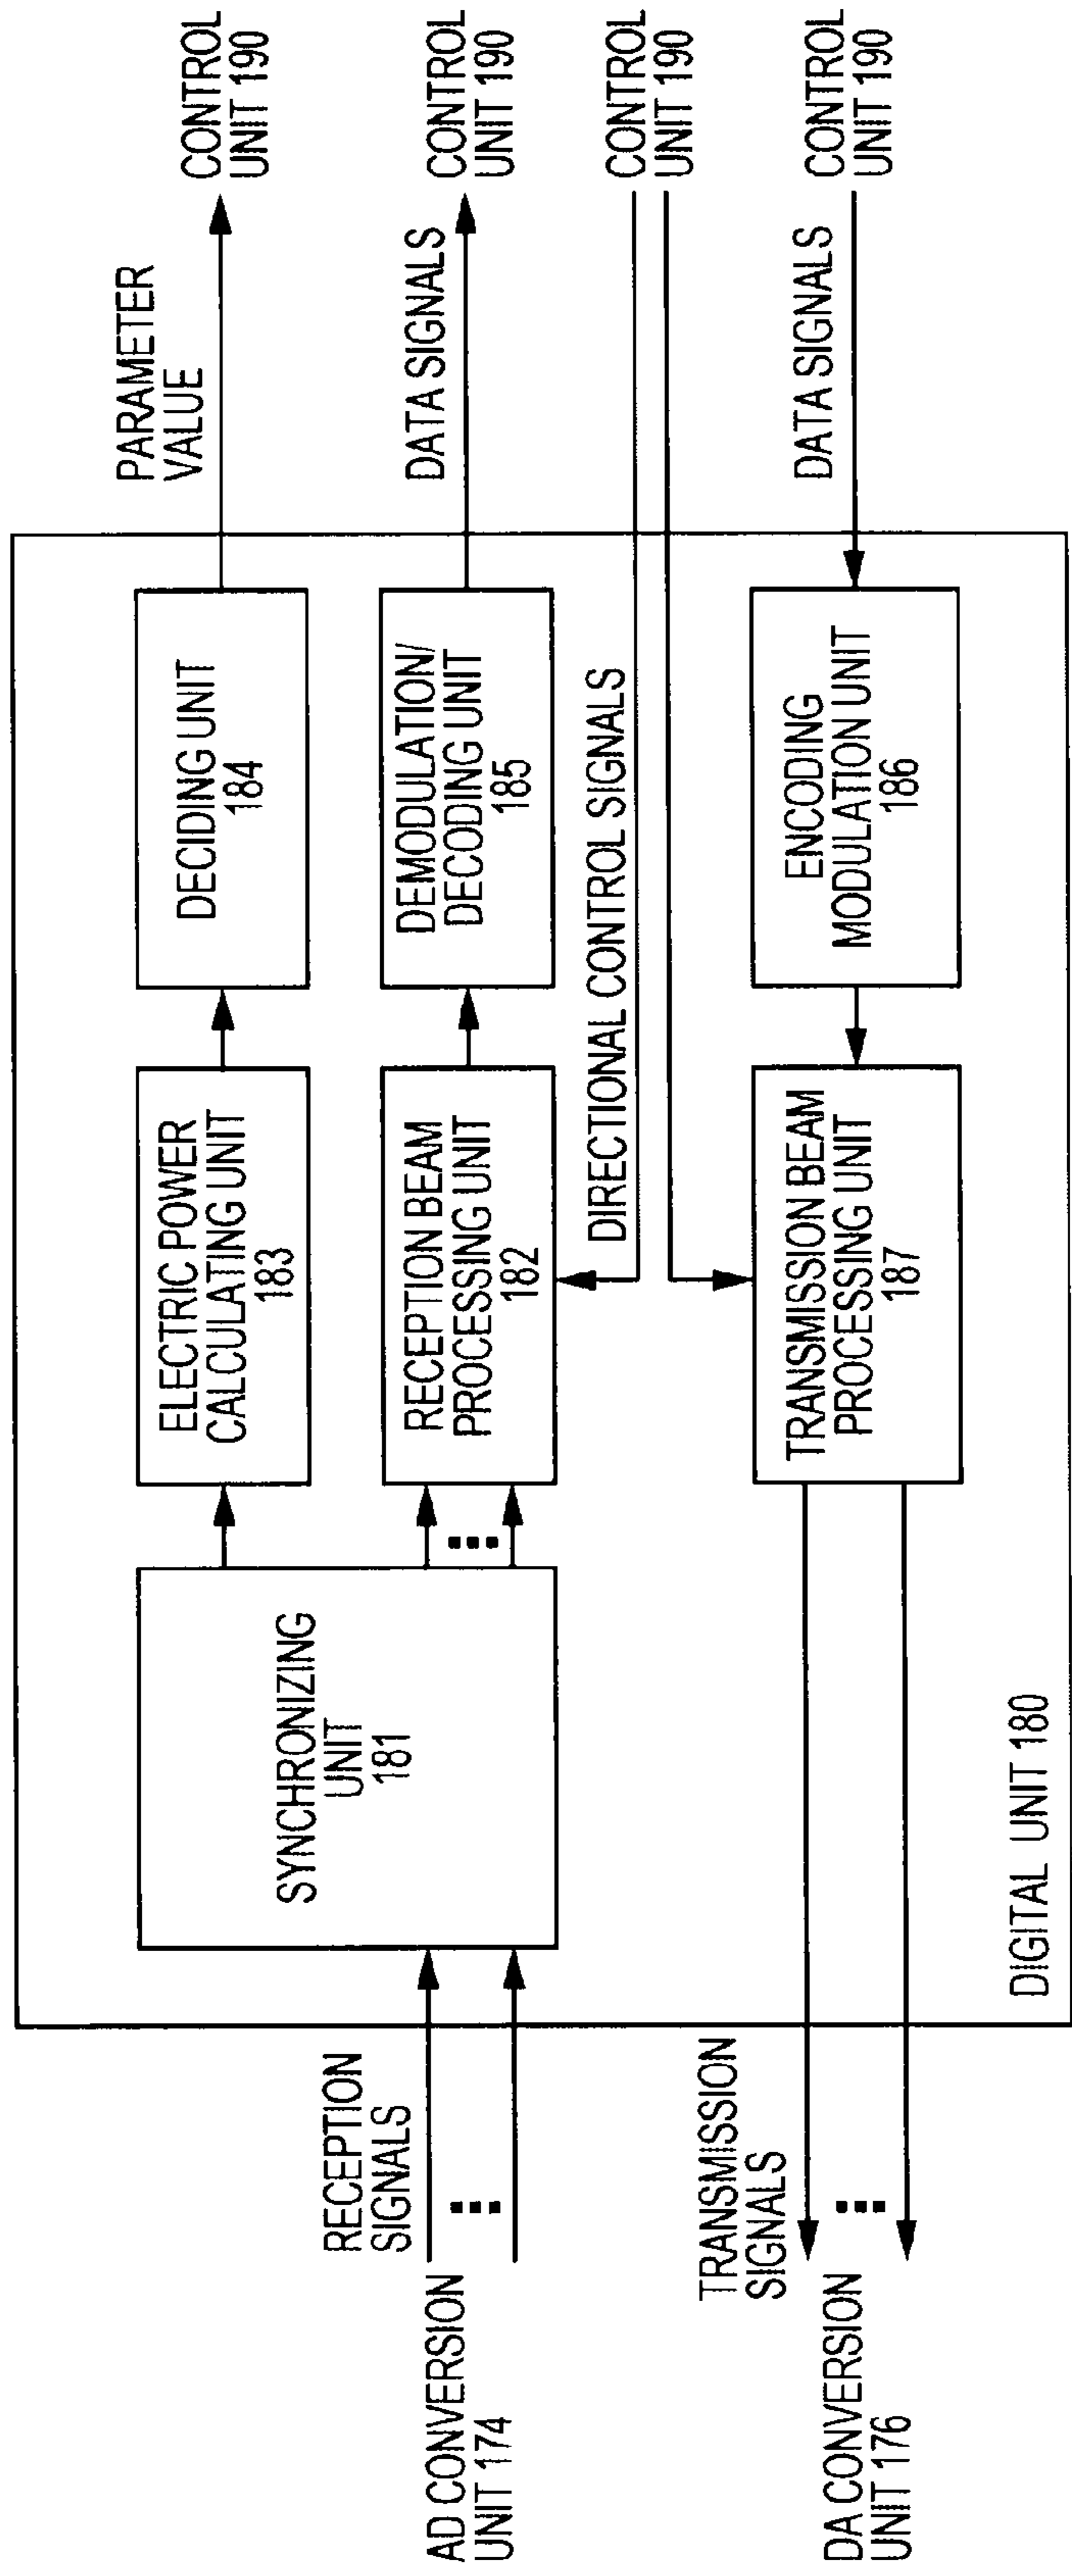 AD CONVERSION
UNIT 174
RECEPTION
SIGNALS
SYNCHRONIZING
UNIT
181
ELECTRIC POWER
CALCULATING UNIT
183
DECIDING UNIT
184
PARAMETER
VALUE
CONTROL
UNIT 190
RECEPTION BEAM
PROCESSING UNIT
182
DEMODULATION/
DECODING UNIT
185
DATA SIGNALS
CONTROL
UNIT 190
DIRECTIONAL CONTROL SIGNALS
CONTROL
UNIT 190
DA CONVERSION
UNIT 176
TRANSMISSION
SIGNALS
TRANSMISSION BEAM
PROCESSING UNIT
187
ENCODING
MODULATION UNIT
186
DATA SIGNALS
CONTROL
UNIT 190
DIGITAL UNIT 180